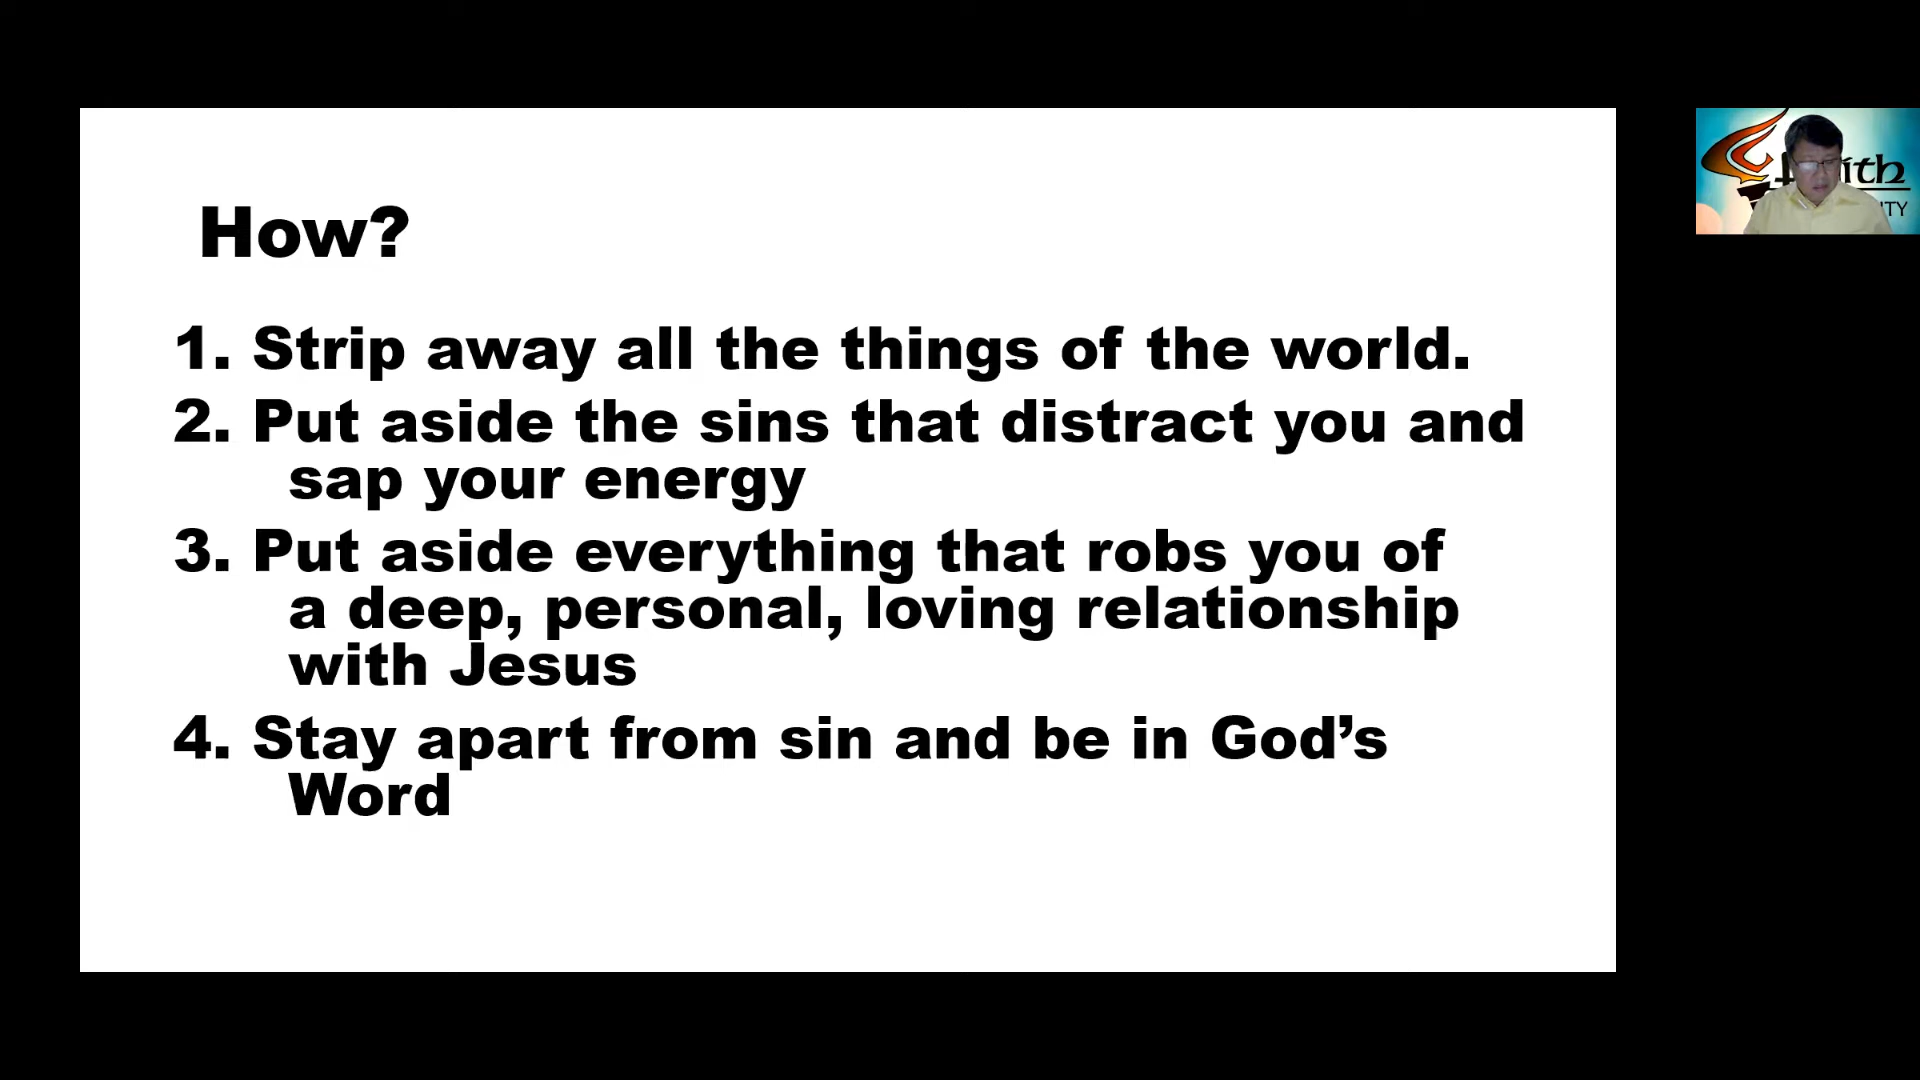 How?
1. Strip away all the things of the world.
2. Put aside the sins that distract you and
sap your energy
3. Put aside everything that robs you of
a deep, personal, loving relationship
with Jesus
4. Stay apart from sin and be in God’s
Word